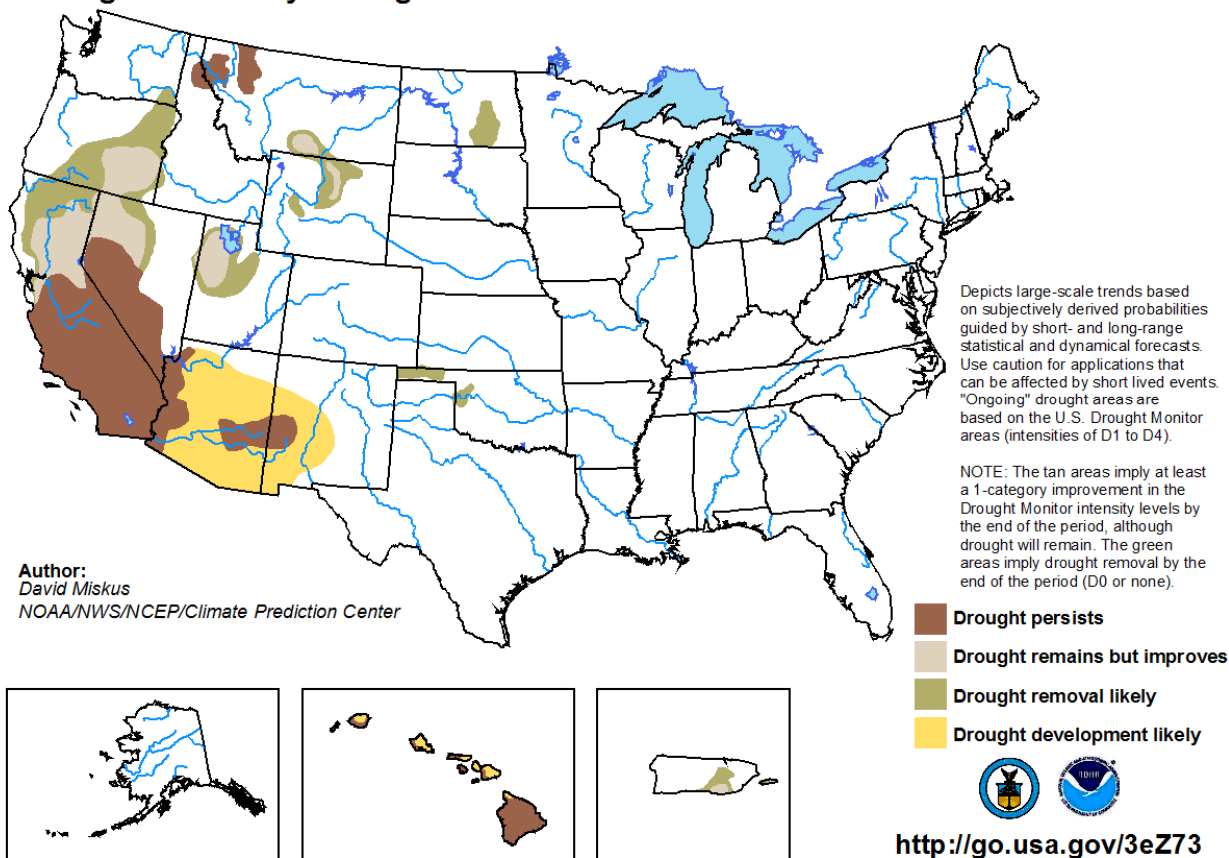 Depicts large-scale trends based
on subjectively derived probabilities
guided by short- and long-range
statistical and dynamical forecasts.
Use caution for applications that
can be affected by short lived events.
"Ongoing" drought areas are
based on the U.S. Drought Monitor
areas (intensities of D1 to D4).
NOTE: The tan areas imply at least
a 1-category improvement in the
Drought Monitor intensity levels by
the end of the period, although
drought will remain. The green
areas imply drought removal by the
end of the period (D0 or none).
Author:
David Miskus
NOAA/NWS/NCEP/Climate Prediction Center
Drought persists
Drought remains but improves
Drought removal likely
Drought development likely
http://go.usa.gov/3eZ73